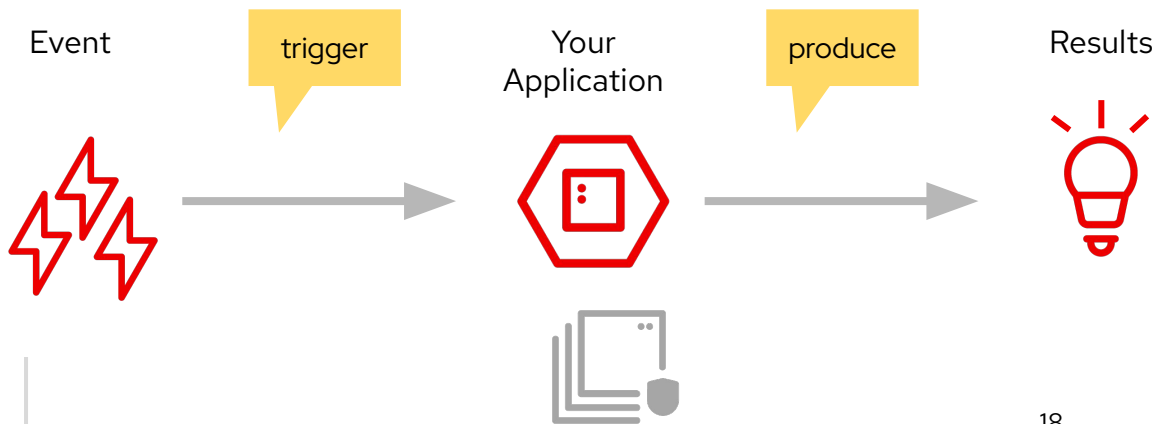 Event
trigger
Your
Application
produce
Results
18